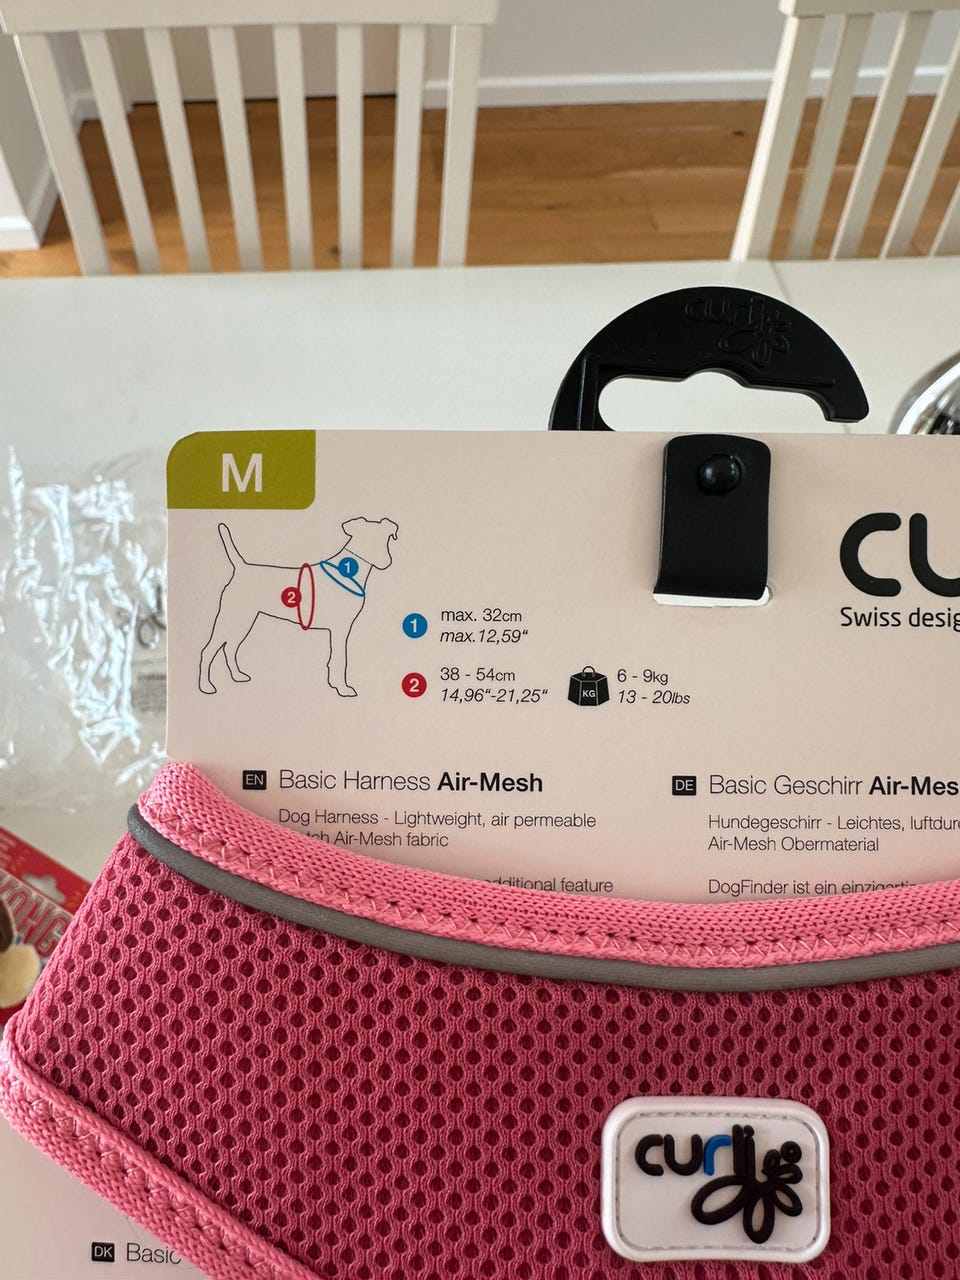 curli
M
1
2
1
max. 32cm
max.12,59“
2
38 - 54cm
14,96“-21,25“
KG
6 - 9kg
13 - 20lbs
cu
Swiss desig
EN Basic Harness Air-Mesh
Dog Harness - Lightweight, air permeable
Air-Mesh fabric
additional feature
DE Basic Geschirr Air-Mes
Hundegeschirr - Leichtes, luftdur
Air-Mesh Obermaterial
DogFinder ist ein einzigarti
KONG
curli
DK Basic